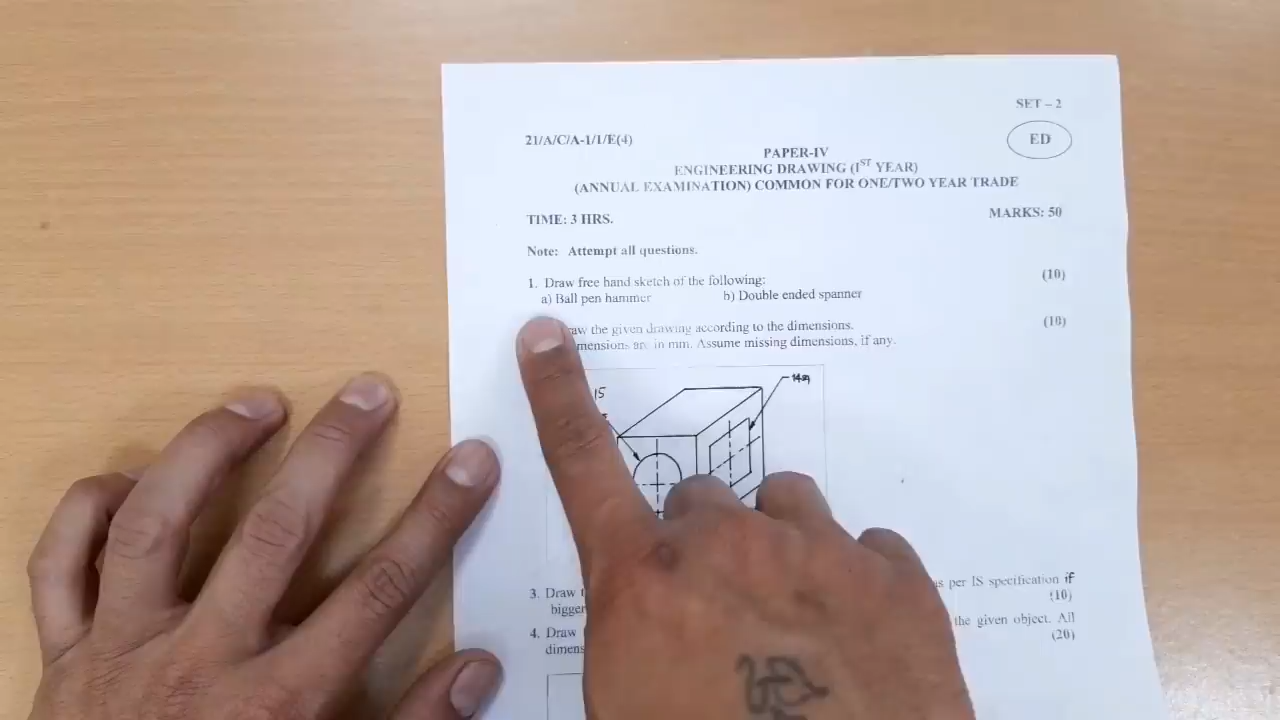 SET – 2
21/A/C/A-1/1/E(4)
ED
PAPER-IV
ENGINEERING DRAWING (1ST YEAR)
(ANNUAL EXAMINATION) COMMON FOR ONE/TWO YEAR TRADE
TIME: 3 HRS.
MARKS: 50
Note: Attempt all questions.
1. Draw free hand sketch of the following:
(10)
a) Ball pen hammer
b) Double ended spanner
raw the given drawing according to the dimensions.
(10)
mensions are in mm. Assume missing dimensions, if any.
15
3. Draw
as per IS specification if
bigger
(10)
4. Draw
the given object. All
dimens
(20)